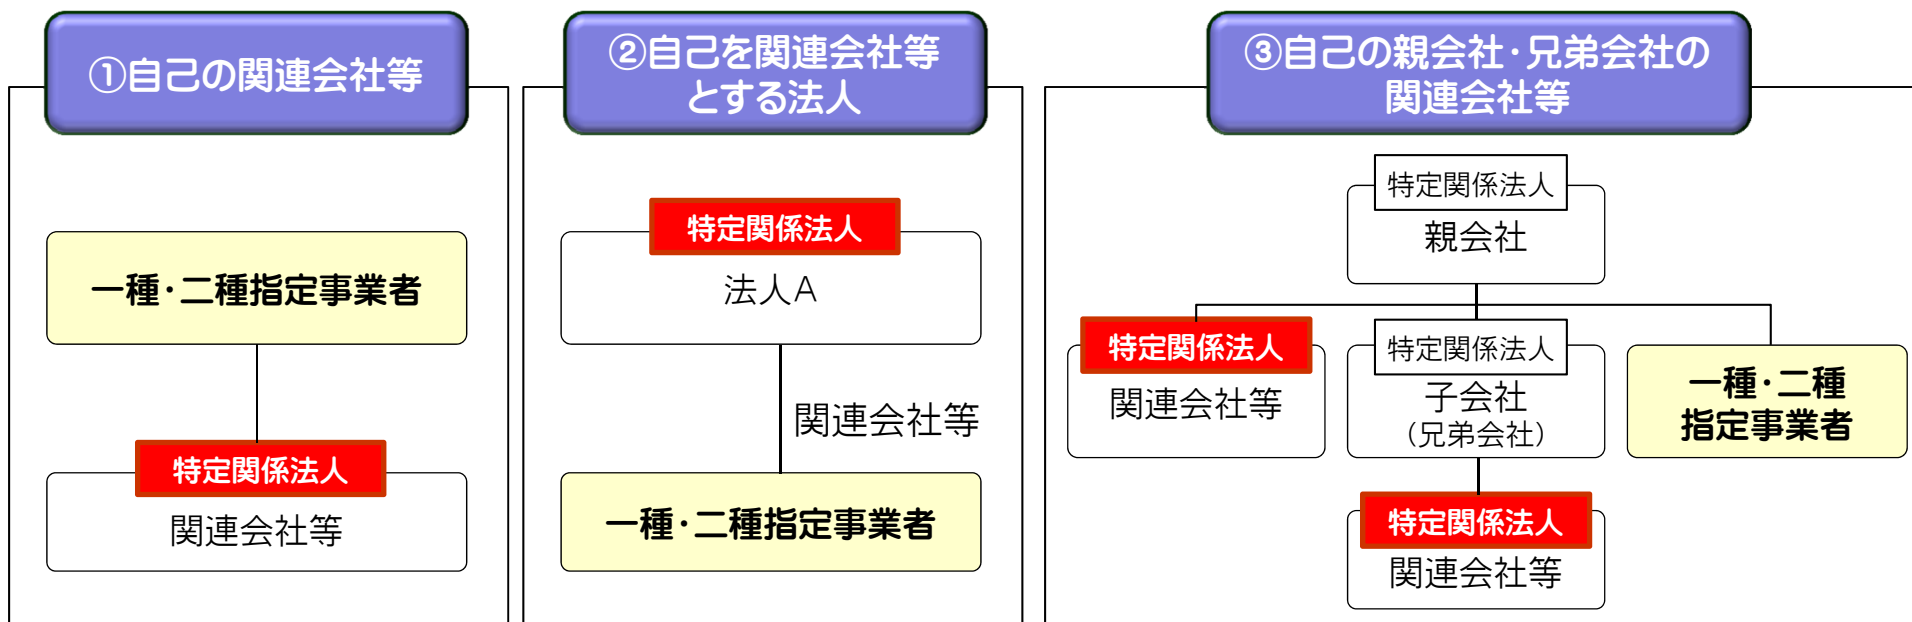 ①自己の関連会社等
一種・二種指定事業者
特定関係法人
関連会社等
②自己を関連会社等
とする法人
特定関係法人
法人A
関連会社等
一種・二種指定事業者
③自己の親会社・兄弟会社の
関連会社等
特定関係法人
親会社
特定関係法人
関連会社等
特定関係法人
子会社
（兄弟会社）
一種・二種
指定事業者
特定関係法人
関連会社等